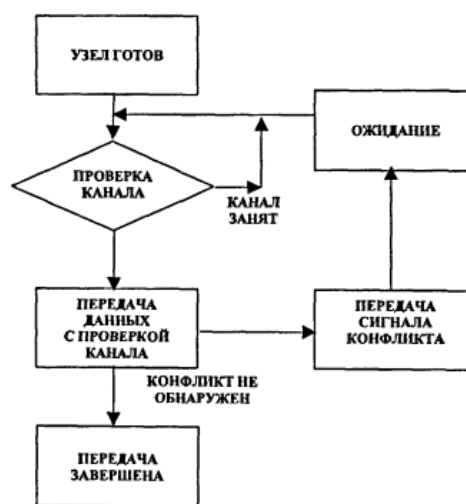 УЗЕЛ ГОТОВ
ОЖИДАНИЕ
ПРОВЕРКА
КАНАЛА
КАНАЛ
ЗАНЯТ
ПЕРЕДАЧА
ДАННЫХ
С ПРОВЕРКОЙ
КАНАЛА
ПЕРЕДАЧА
СИГНАЛА
КОНФЛИКТА
КОНФЛИКТ НЕ
ОБНАРУЖЕН
ПЕРЕДАЧА
ЗАВЕРШЕНА